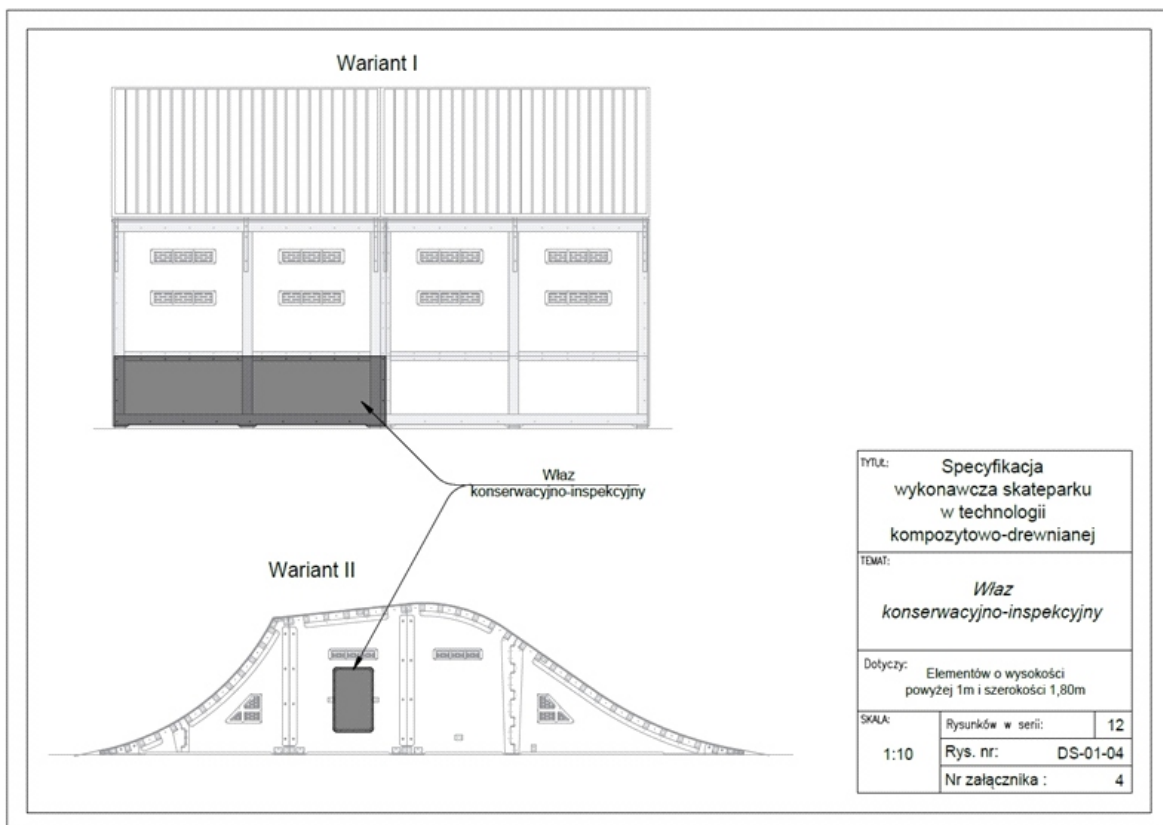 Wariant I
Właz
konserwacyjno-inspekcyjny
Wariant II
TYTUŁ:
Specyfikacja
wykonawcza skateparku
w technologii
kompozytowo-drewnianej
TEMAT:
Właz
konserwacyjno-inspekcyjny
Dotyczy:
Elementów o wysokości
powyżej 1m i szerokości 1,80m
SKALA:
1:10
Rysunków w serii: 12
Rys. nr: DS-01-04
Nr załącznika : 4